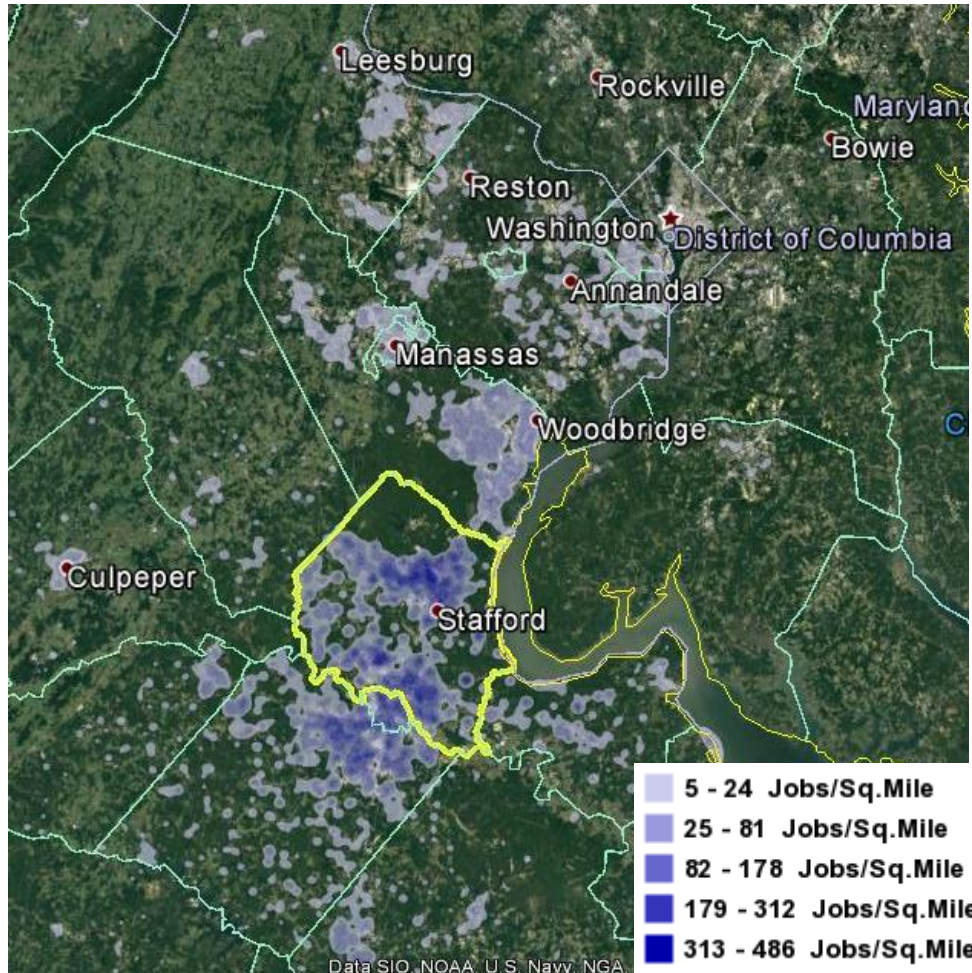 Leesburg
Rockville
Maryland
Bowie
Reston
Washington
District of Columbia
Annandale
Manassas
Woodbridge
C
Culpeper
Stafford
5 - 24 Jobs/Sq.Mile
25 - 81 Jobs/Sq.Mile
82 - 178 Jobs/Sq.Mile
179 - 312 Jobs/Sq.Mile
313 - 486 Jobs/Sq.Mile
Data SIO, NOAA, U.S. Navy, NGA,